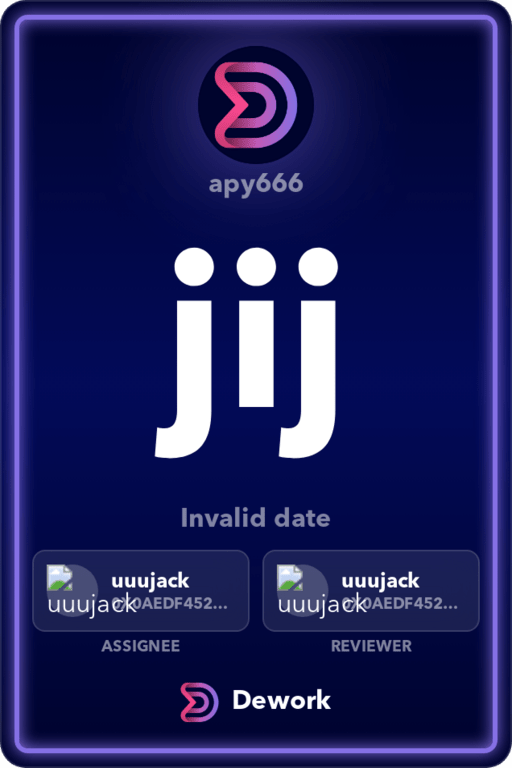 apy666
jij
Invalid date
uuujack
uuujack
0x0AEDF452...
uuujack
uuujack
0x0AEDF452...
ASSIGNEE
REVIEWER
Dework